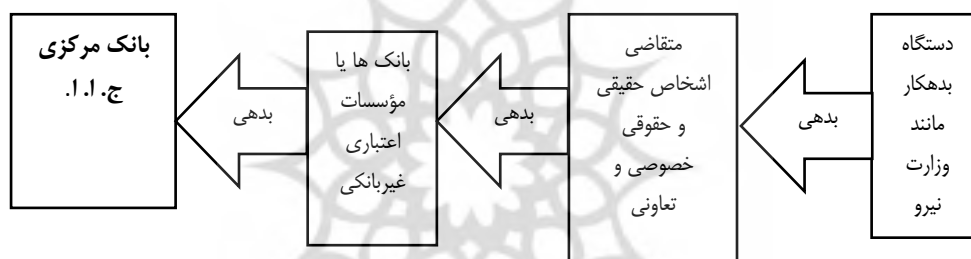 دستگاه
بدهکار
مانند
وزارت
نیرو
بدهی
متقاضی
اشخاص حقیقی
و حقوقی
خصوصی و
تعاونی
بدهی
بانک ها یا
مؤسسات
اعتباری
غیربانکی
بدهی
بانک مرکزی
ج.ا.ا.